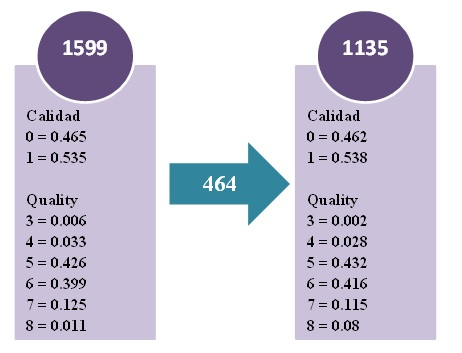 1599
Calidad
0 = 0.465
1 = 0.535
Quality
3 = 0.006
4 = 0.033
5 = 0.426
6 = 0.399
7 = 0.125
8 = 0.011
464
1135
Calidad
0 = 0.462
1 = 0.538
Quality
3 = 0.002
4 = 0.028
5 = 0.432
6 = 0.416
7 = 0.115
8 = 0.08